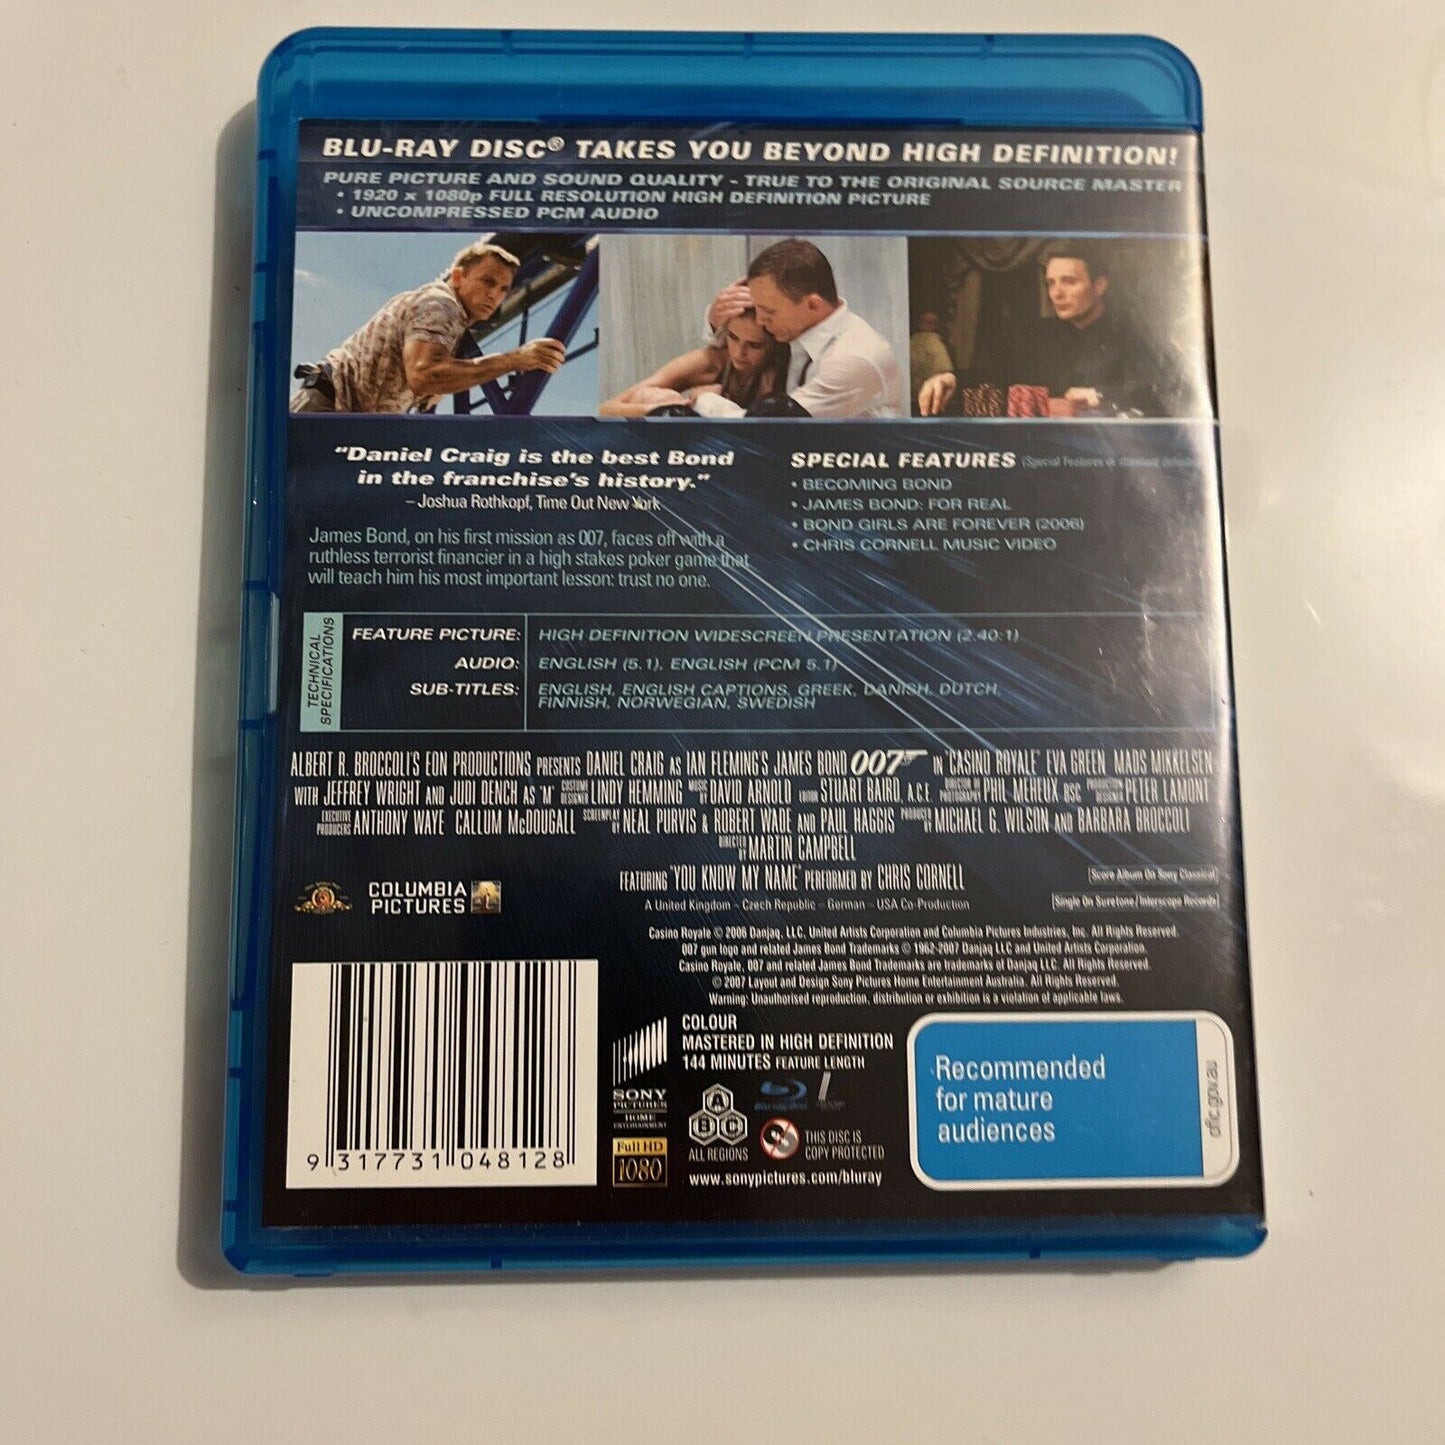 BLU-RAY DISC® TAKES YOU BEYOND HIGH DEFINITION!
PURE PICTURE AND SOUND QUALITY - TRUE TO THE ORIGINAL SOURCE MASTER
• 1920 x 1080p FULL RESOLUTION HIGH DEFINITION PICTURE
• UNCOMPRESSED PCM AUDIO
"Daniel Craig is the best Bond
in the franchise's history."
– Joshua Rothkopf, Time Out New York
James Bond, on his first mission as 007, faces off with a
ruthless terrorist financier in a high stakes poker game that
will teach him his most important lesson: trust no one.
SPECIAL FEATURES (Special Features in standard definition)
• BECOMING BOND
• JAMES BOND: FOR REAL
• BOND GIRLS ARE FOREVER (2006)
• CHRIS CORNELL MUSIC VIDEO
TECHNICAL
SPECIFICATIONS
FEATURE PICTURE: HIGH DEFINITION WIDESCREEN PRESENTATION (2.40:1)
AUDIO: ENGLISH (5.1), ENGLISH (PCM 5.1)
SUB-TITLES: ENGLISH, ENGLISH CAPTIONS, GREEK, DANISH, DUTCH,
FINNISH, NORWEGIAN, SWEDISH
ALBERT R. BROCCOLI'S EON PRODUCTIONS PRESENTS DANIEL CRAIG AS IAN FLEMING'S JAMES BOND 007 IN "CASINO ROYALE" EVA GREEN MADS MIKKELSEN
WITH JEFFREY WRIGHT AND JUDI DENCH AS "M" COSTUME DESIGNER LINDY HEMMING MUSIC BY DAVID ARNOLD EDITOR STUART BAIRD, A.C.E. DIRECTOR OF PHOTOGRAPHY PHIL MEHEUX BSC PRODUCTION DESIGNER PETER LAMONT
EXECUTIVE PRODUCERS ANTHONY WAYE CALLUM McDOUGALL SCREENPLAY BY NEAL PURVIS & ROBERT WADE AND PAUL HAGGIS PRODUCED BY MICHAEL G. WILSON AND BARBARA BROCCOLI
DIRECTED BY MARTIN CAMPBELL
FEATURING "YOU KNOW MY NAME" PERFORMED BY CHRIS CORNELL
A United Kingdom – Czech Republic – German – USA Co-Production
Score Album On Sony Classical
Single On Suretone/Interscope Records
COLUMBIA
PICTURES
Casino Royale © 2006 Danjaq, LLC, United Artists Corporation and Columbia Pictures Industries, Inc. All Rights Reserved.
007 gun logo and related James Bond Trademarks © 1962-2007 Danjaq LLC and United Artists Corporation.
Casino Royale, 007 and related James Bond Trademarks are trademarks of Danjaq LLC. All Rights Reserved.
© 2007 Layout and Design Sony Pictures Home Entertainment Australia. All Rights Reserved.
Warning: Unauthorised reproduction, distribution or exhibition is a violation of applicable laws.
9 317731 048128
SONY
PICTURES
HOME
ENTERTAINMENT
Full HD
1080
COLOUR
MASTERED IN HIGH DEFINITION
144 MINUTES FEATURE LENGTH
A
B C
ALL REGIONS
Blu-ray Disc
THIS DISC IS
COPY PROTECTED
www.sonypictures.com/bluray
Recommended
for mature
audiences
oflc.gov.au